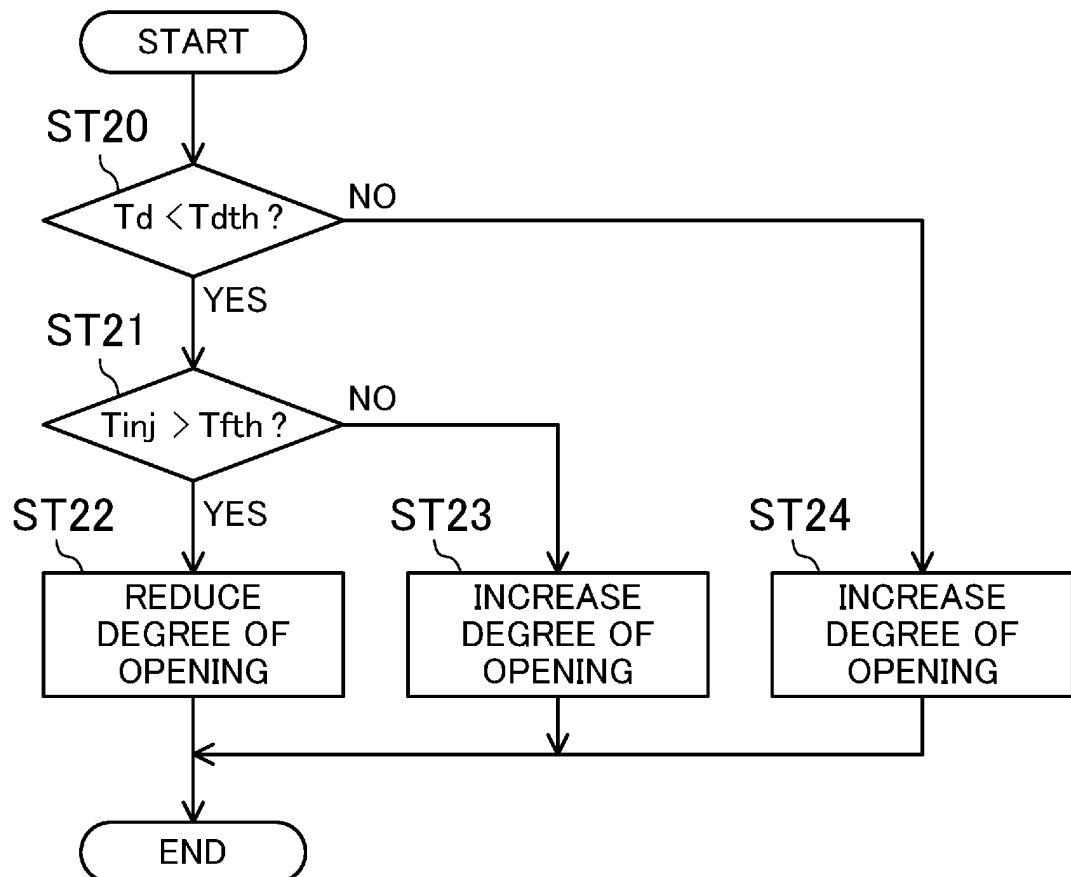 START
ST20
Td < Tdth ?
NO
YES
ST21
Tinj > Tfth ?
NO
YES
ST22
REDUCE
DEGREE OF
OPENING
ST23
INCREASE
DEGREE OF
OPENING
ST24
INCREASE
DEGREE OF
OPENING
END